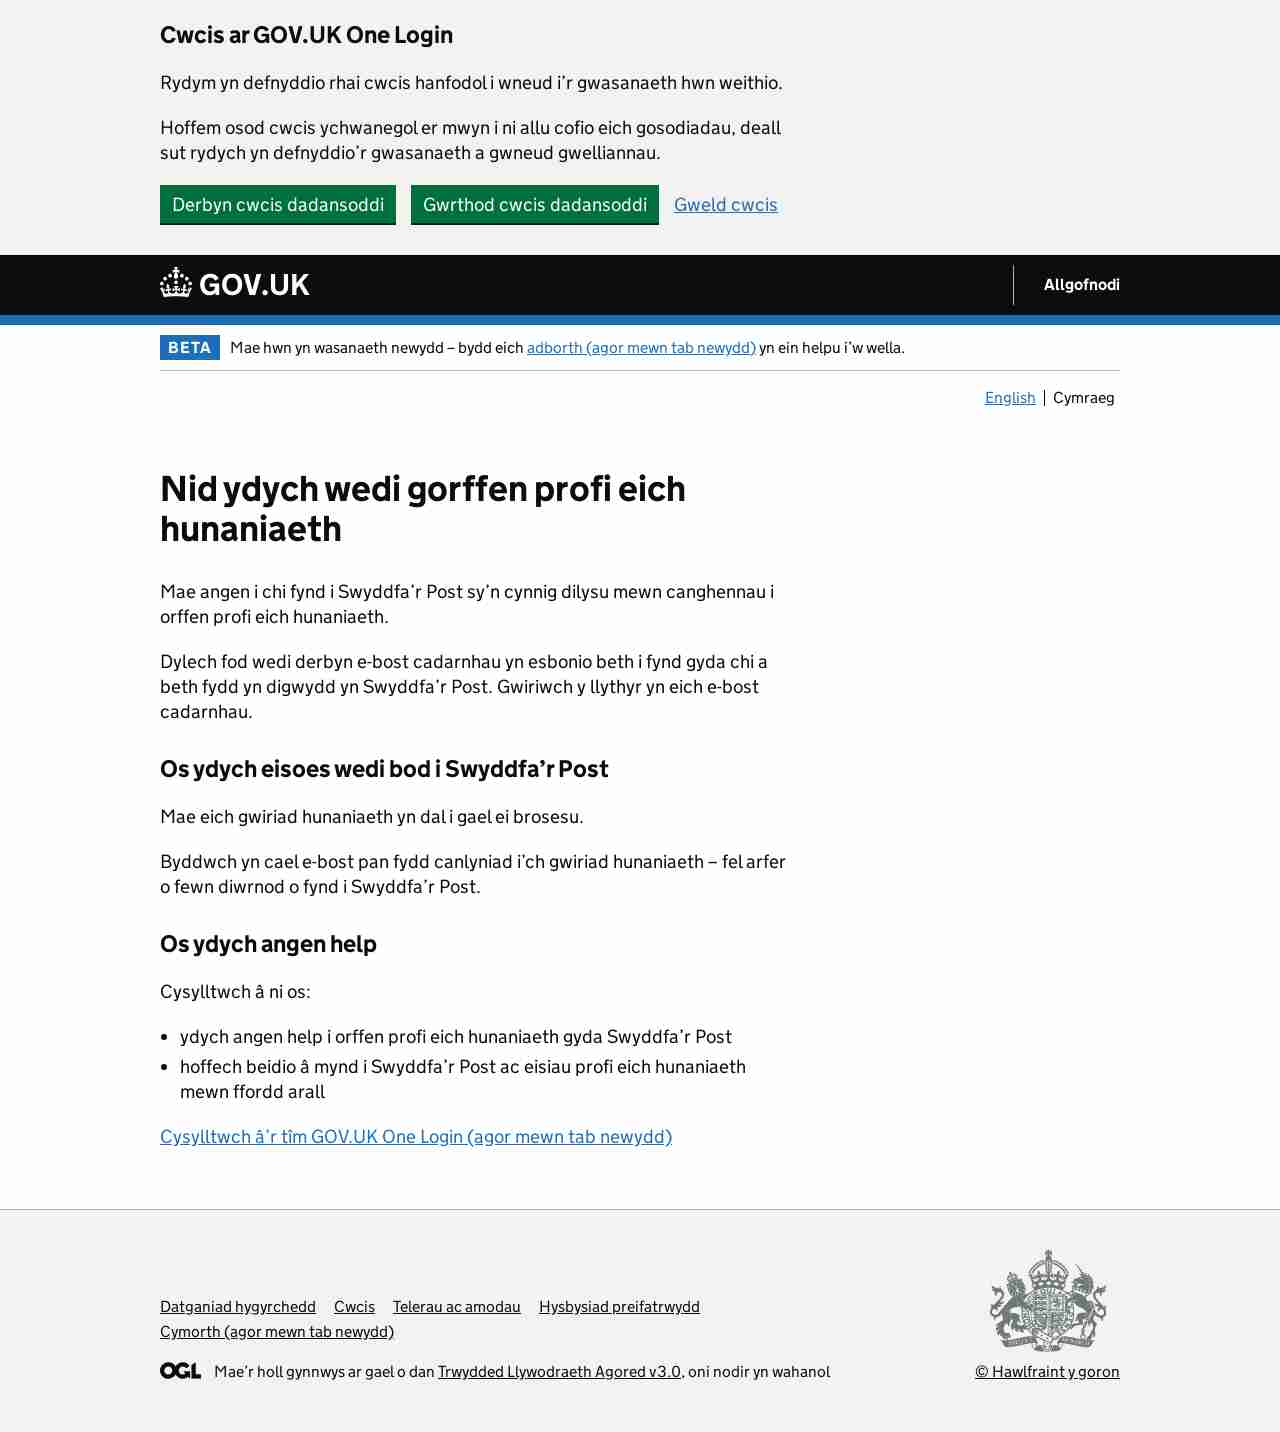 Cwcis ar GOV.UK One Login
Rydym yn defnyddio rhai cwcis hanfodol i wneud i’r gwasanaeth hwn weithio.
Hoffem osod cwcis ychwanegol er mwyn i ni allu cofio eich gosodiadau, deall
sut rydych yn defnyddio’r gwasanaeth a gwneud gwelliannau.
Derbyn cwcis dadansoddi Gwrthod cwcis dadansoddi Gweld cwcis
GOV.UK Allgofnodi
BETA Mae hwn yn wasanaeth newydd – bydd eich adborth (agor mewn tab newydd) yn ein helpu i’w wella.
English Cymraeg
Nid ydych wedi gorffen profi eich
hunaniaeth
Mae angen i chi fynd i Swyddfa’r Post sy’n cynnig dilysu mewn canghennau i
orffen profi eich hunaniaeth.
Dylech fod wedi derbyn e-bost cadarnhau yn esbonio beth i fynd gyda chi a
beth fydd yn digwydd yn Swyddfa’r Post. Gwiriwch y llythyr yn eich e-bost
cadarnhau.
Os ydych eisoes wedi bod i Swyddfa’r Post
Mae eich gwiriad hunaniaeth yn dal i gael ei brosesu.
Byddwch yn cael e-bost pan fydd canlyniad i’ch gwiriad hunaniaeth – fel arfer
o fewn diwrnod o fynd i Swyddfa’r Post.
Os ydych angen help
Cysylltwch â ni os:
• ydych angen help i orffen profi eich hunaniaeth gyda Swyddfa’r Post
• hoffech beidio â mynd i Swyddfa’r Post ac eisiau profi eich hunaniaeth
mewn ffordd arall
Cysylltwch â’r tîm GOV.UK One Login (agor mewn tab newydd)
Datganiad hygyrchedd Cwcis Telerau ac amodau Hysbysiad preifatrwydd
Cymorth (agor mewn tab newydd)
OGL Mae’r holl gynnwys ar gael o dan Trwydded Llywodraeth Agored v3.0, oni nodir yn wahanol
© Hawlfraint y goron